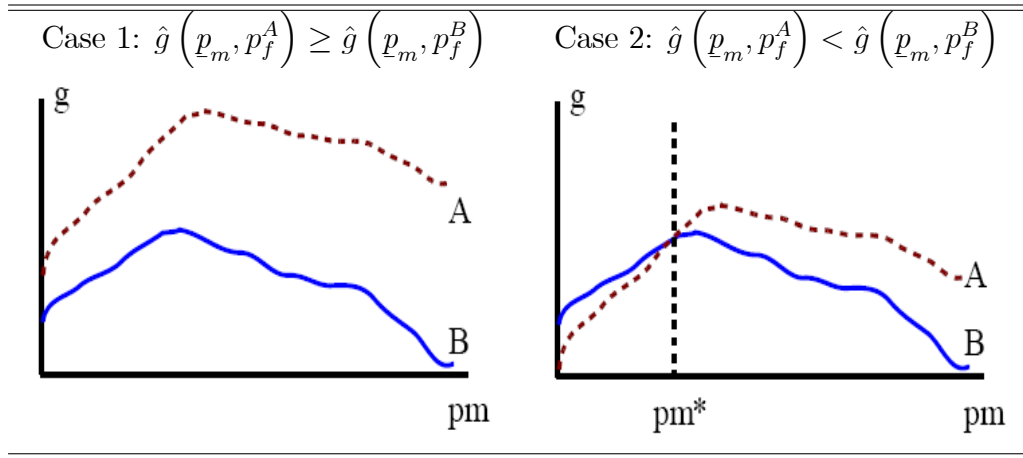 Case 1: ĝ(p̲_m, p_f^A) ≥ ĝ(p̲_m, p_f^B)
Case 2: ĝ(p̲_m, p_f^A) < ĝ(p̲_m, p_f^B)
g
A
B
pm
g
A
B
pm*
pm